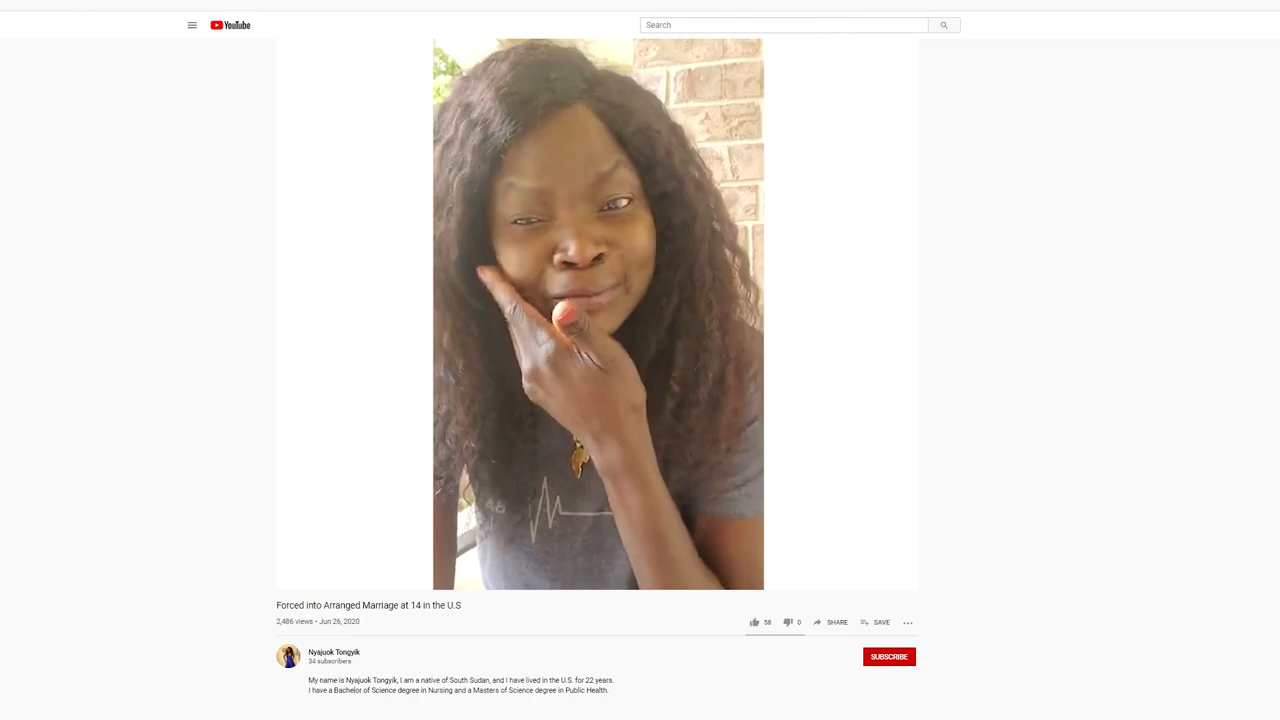 YouTube
Search
Forced into Arranged Marriage at 14 in the U.S
2,486 views • Jun 26, 2020
58 0 SHARE SAVE
Nyajuok Tongyik
34 subscribers
SUBSCRIBE
My name is Nyajuok Tongyik, I am a native of South Sudan, and I have lived in the U.S. for 22 years.
I have a Bachelor of Science degree in Nursing and a Masters of Science degree in Public Health.